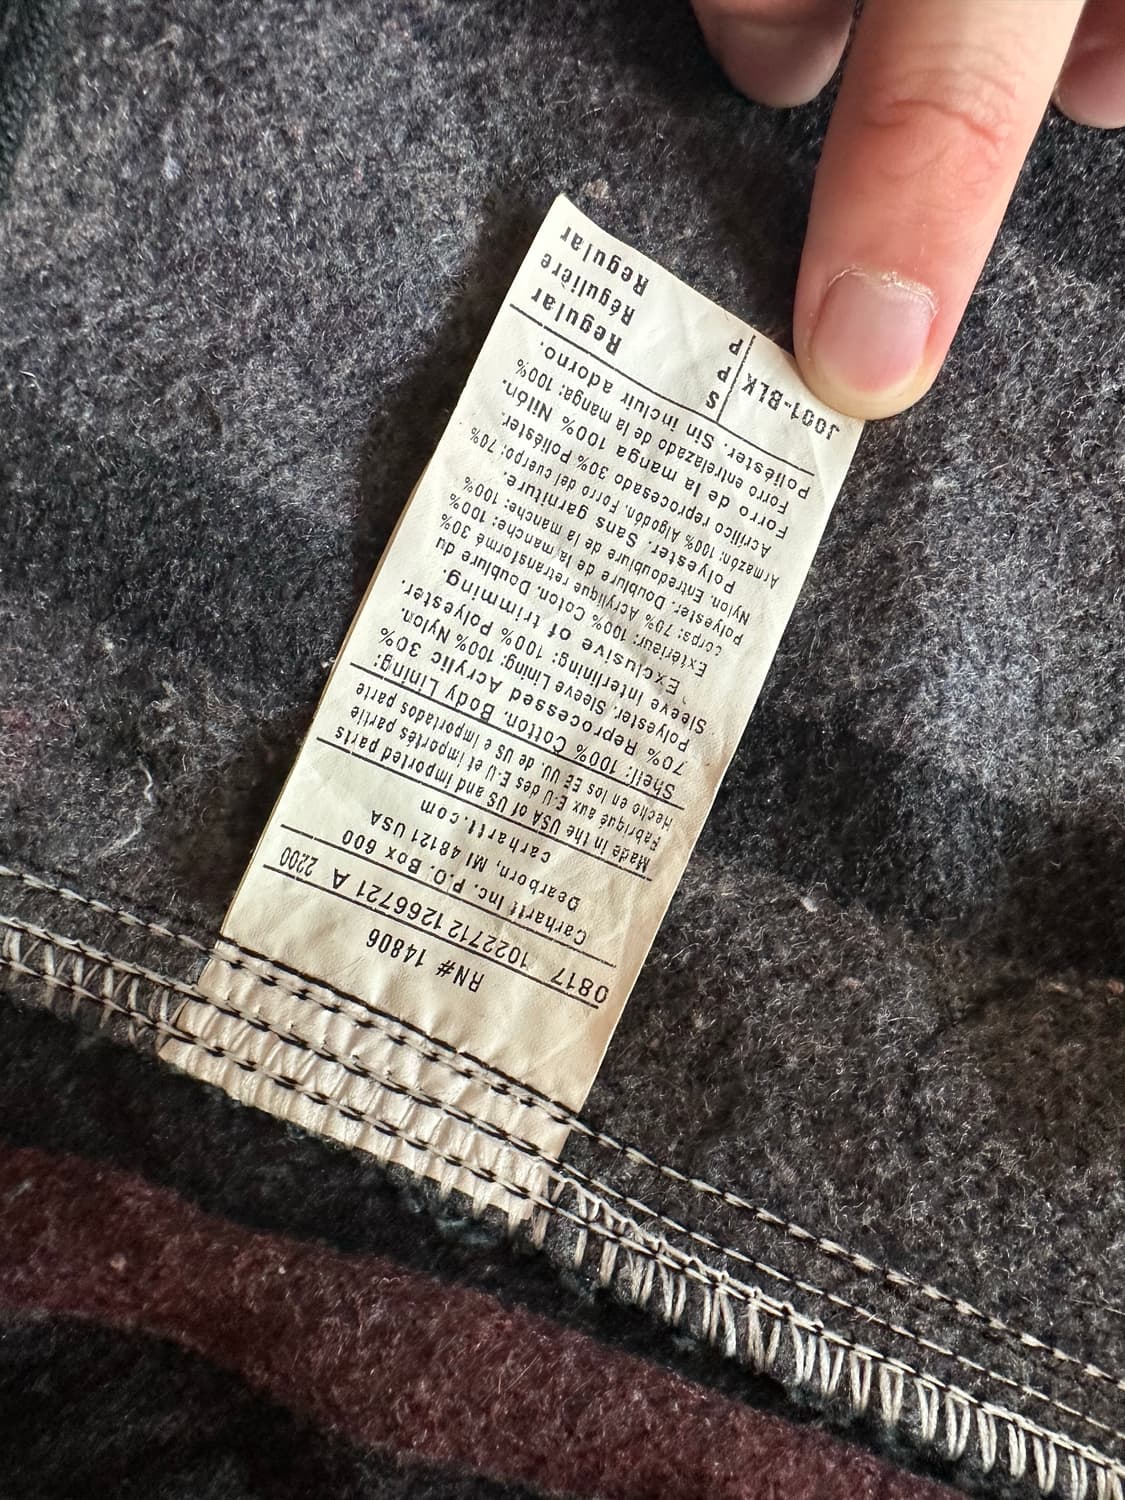 RN# 14806
0817 1022712 1266721 A 2200
Carhartt Inc. P.O. Box 600
Dearborn, MI 48121 USA
carhartt.com
Made in the USA of US and imported parts
Fabriqué aux E-U des E-U et importés partie
Hecho en los EE UU de US e importados parte
Shell: 100% Cotton. Body Lining:
70% Reprocessed Acrylic 30%
Polyester. Sleeve Lining: 100% Nylon.
Sleeve interlining: 100% Polyester.
Exclusive of trimming
Extérieur: 100% Coton. Doublure du
corps: 70% Acrylique retransformé 30%
Polyester. Doublure de la manche: 100%
Nylon. Entredoublure de la manche: 100%
Polyester. Sans garniture.
Armazón: 100% Algodón. Forro del cuerpo: 70%
Acrílico reprocesado 30% Poliéster.
Forro de la manga 100% Nilón.
Forro entrelazado de la manga: 100%
poliéster. Sin incluir adorno.
J001-BLK S Regular
P Régulière
P Regular